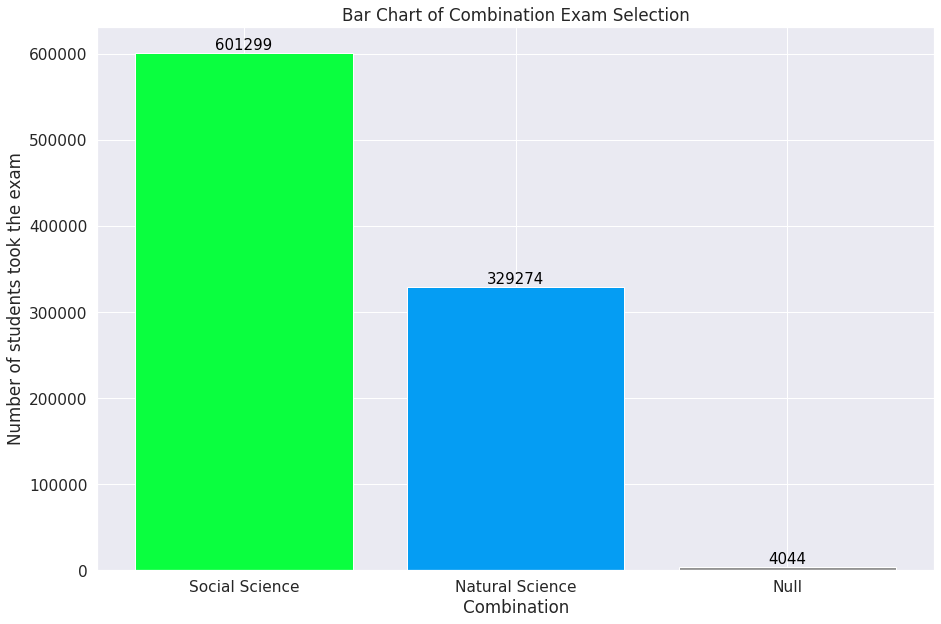 Bar Chart of Combination Exam Selection
Number of students took the exam
600000
500000
400000
300000
200000
100000
0
601299
329274
4044
Social Science
Natural Science
Null
Combination